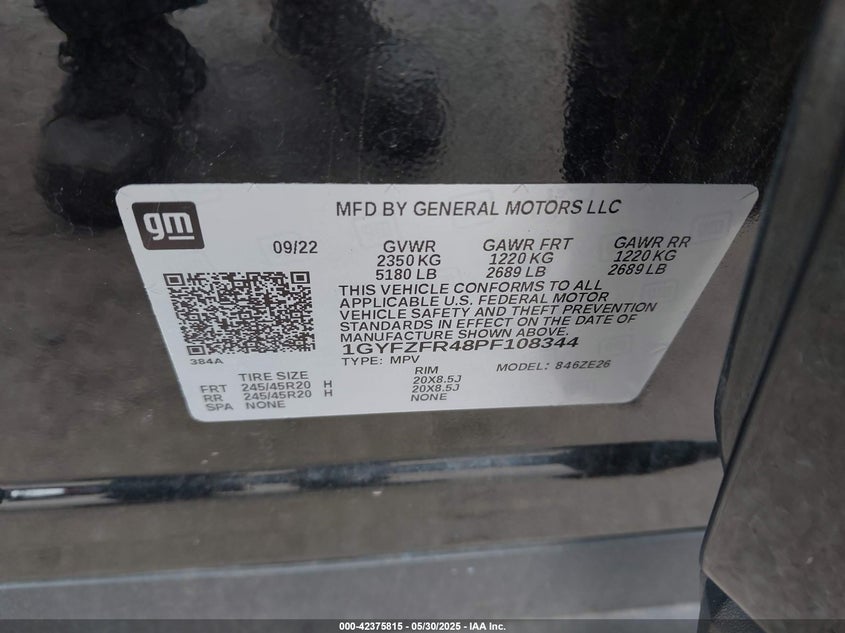 gm
MFD BY GENERAL MOTORS LLC
09/22 GVWR GAWR FRT GAWR RR
2350 KG 1220 KG 1220 KG
5180 LB 2689 LB 2689 LB
THIS VEHICLE CONFORMS TO ALL
APPLICABLE U.S. FEDERAL MOTOR
VEHICLE SAFETY AND THEFT PREVENTION
STANDARDS IN EFFECT ON THE DATE OF
MANUFACTURE SHOWN ABOVE.
1GYFZFR48PF108344
384A
TYPE: MPV MODEL: 846ZE26
TIRE SIZE RIM
FRT 245/45R20 H 20X8.5J
RR 245/45R20 H 20X8.5J
SPA NONE NONE
000-42375815 - 05/30/2025 - IAA Inc.